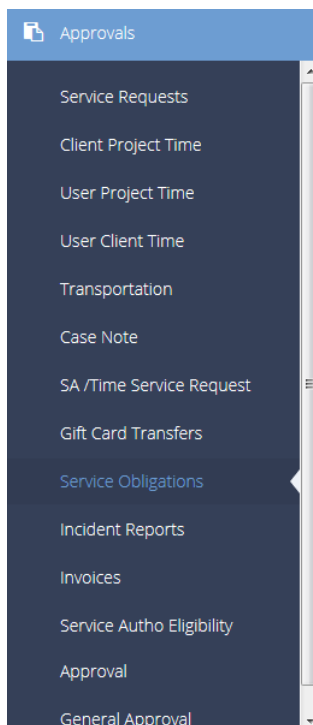 Approvals
Service Requests
Client Project Time
User Project Time
User Client Time
Transportation
Case Note
SA /Time Service Request
Gift Card Transfers
Service Obligations
Incident Reports
Invoices
Service Autho Eligibility
Approval
General Approval